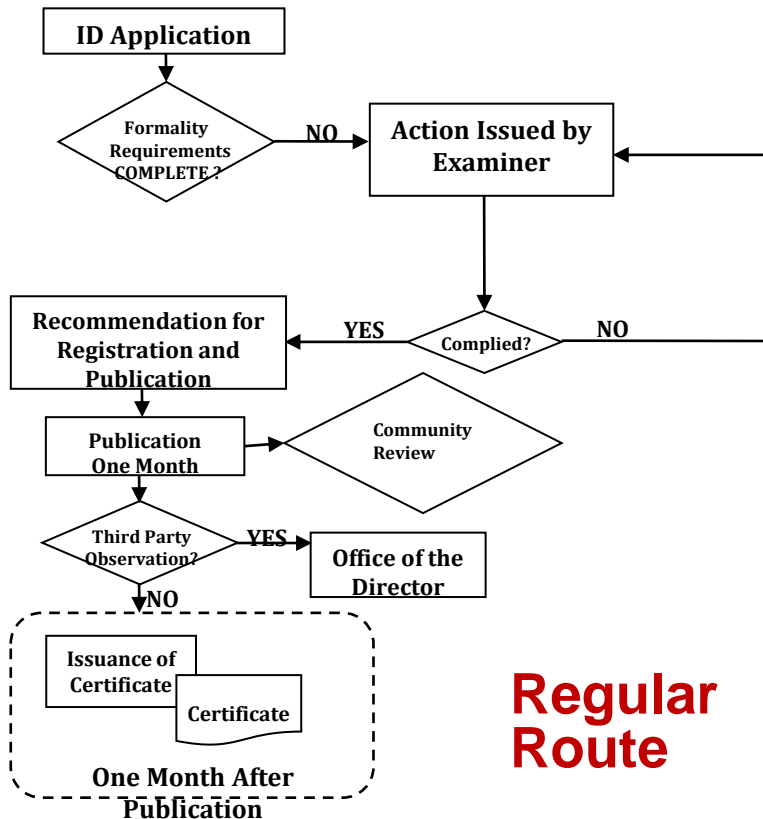 ID Application
Formality
Requirements
COMPLETE ?
NO
Action Issued by
Examiner
Recommendation for
Registration and
Publication
YES
Complied?
NO
Publication
One Month
Community
Review
Third Party
Observation?
YES
Office of the
Director
NO
Issuance of
Certificate
Certificate
One Month After
Publication
Regular
Route